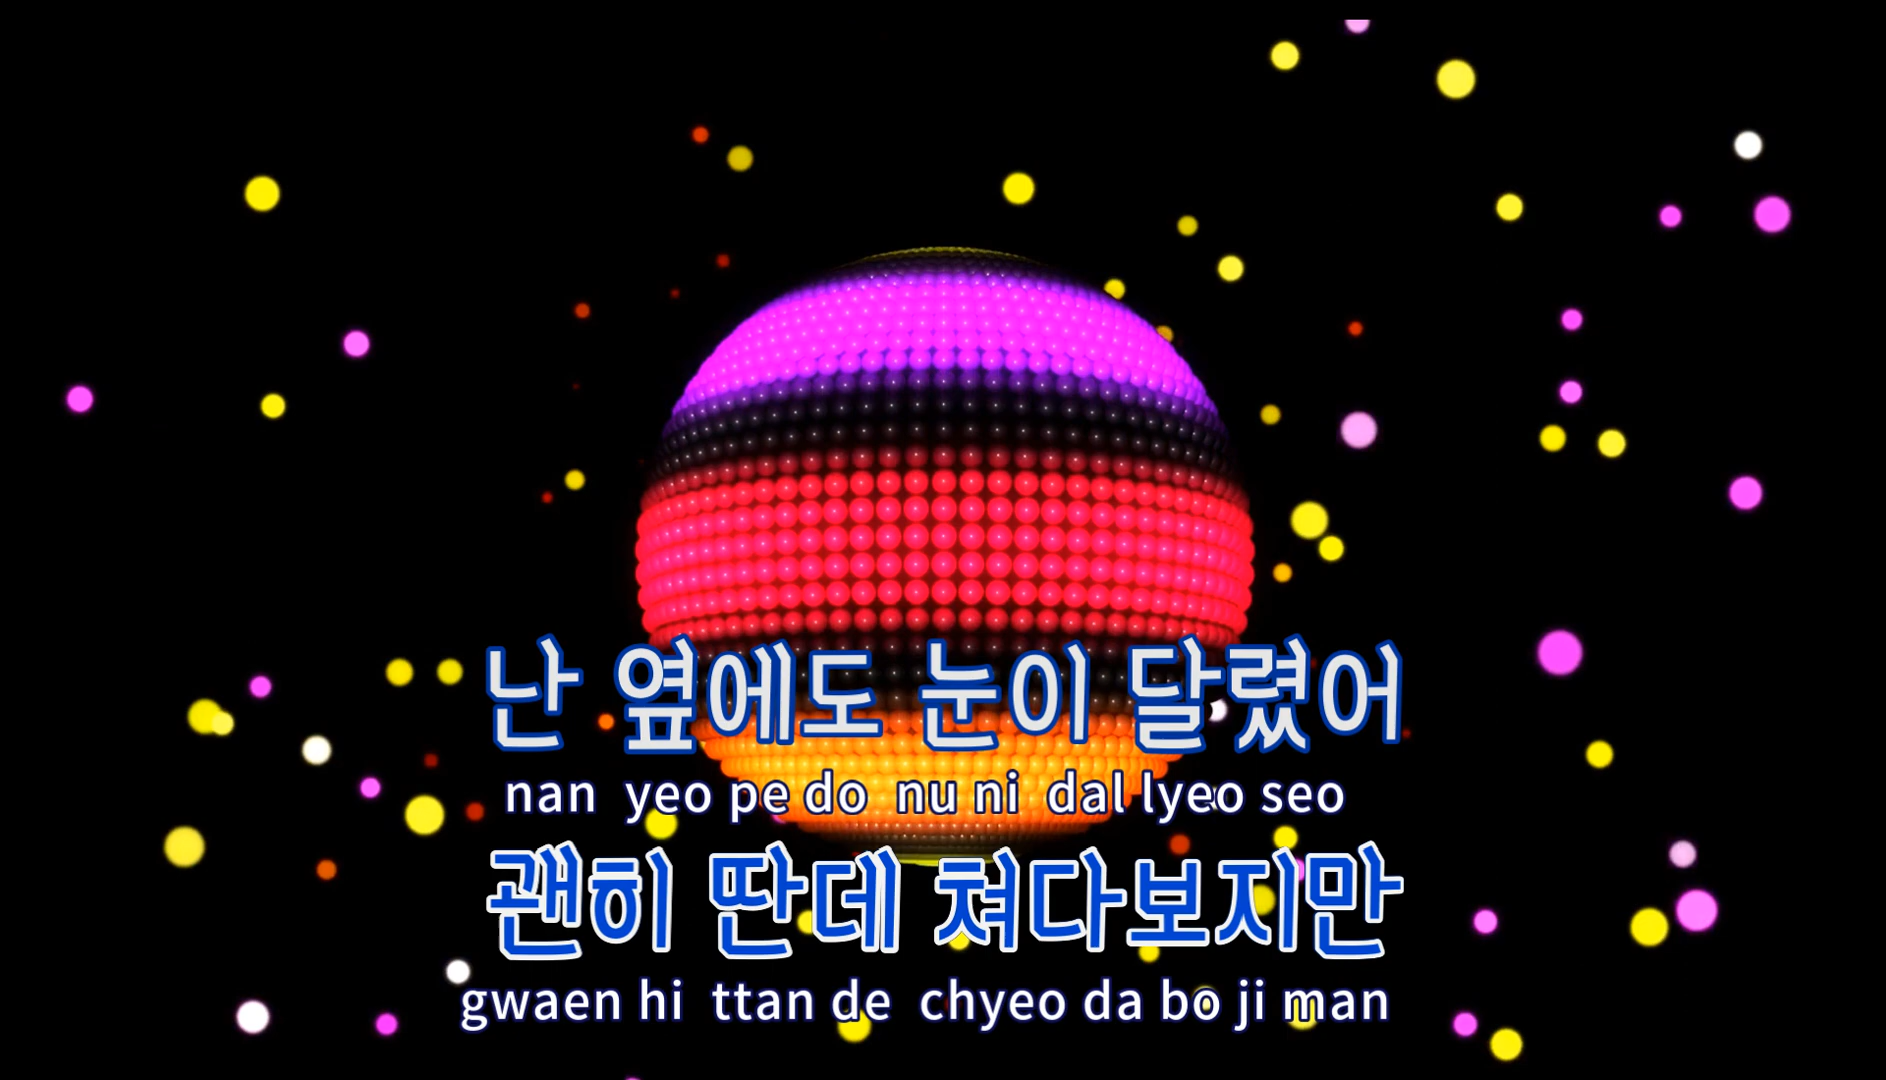 난 옆에도 눈이 달렸어
nan yeo pe do nu ni dal lyeo seo
괜히 딴데 쳐다보지만
gwaen hi ttan de chyeo da bo ji man